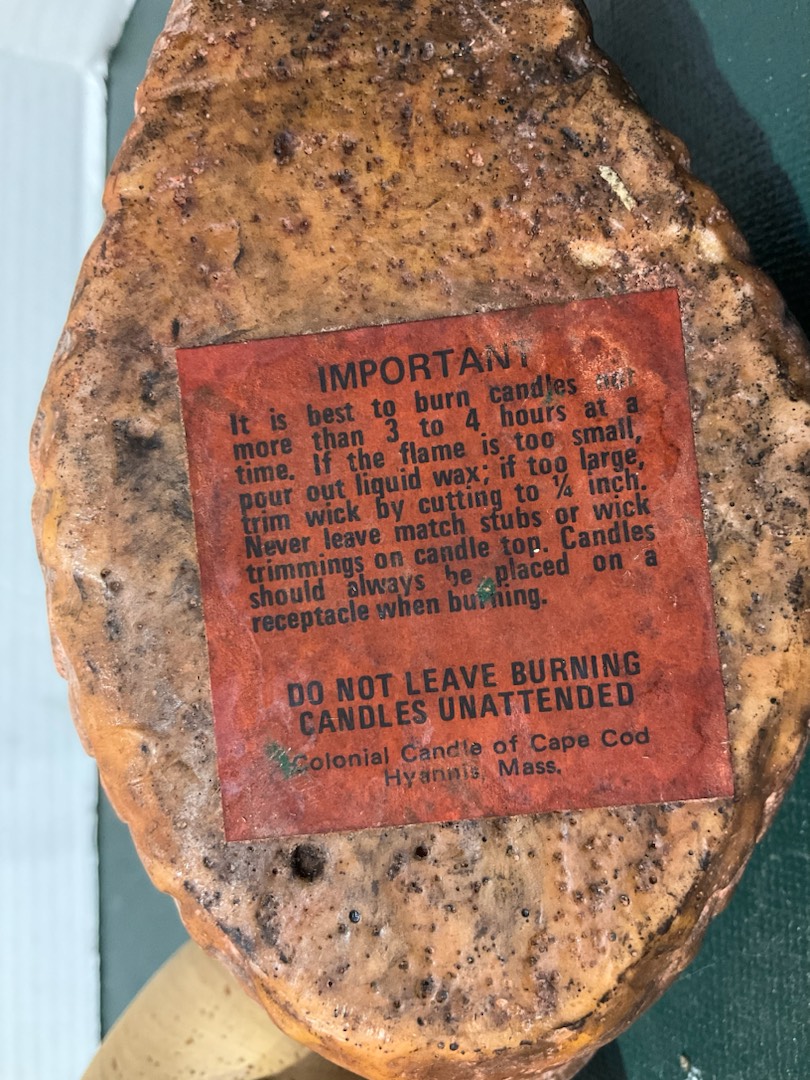 IMPORTANT
It is best to burn candles not
more than 3 to 4 hours at a
time. If the flame is too small,
pour out liquid wax; if too large,
trim wick by cutting to ¼ inch.
Never leave match stubs or wick
trimmings on candle top. Candles
should always be placed on a
receptacle when burning.
DO NOT LEAVE BURNING
CANDLES UNATTENDED
Colonial Candle of Cape Cod
Hyannis, Mass.